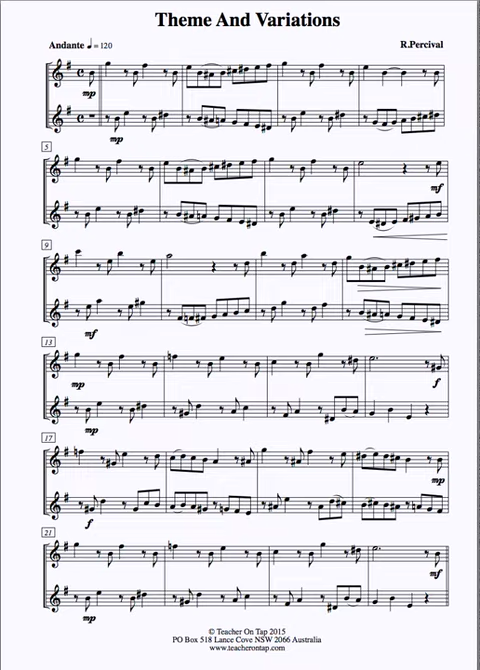 Theme And Variations
Andante ♩ = 120
R.Percival
mp
mp
5
mf
9
mf
13
mp
f
mp
17
mp
f
21
mf
mp
© Teacher On Tap 2015
PO Box 518 Lane Cove NSW 2066 Australia
www.teacherontap.com